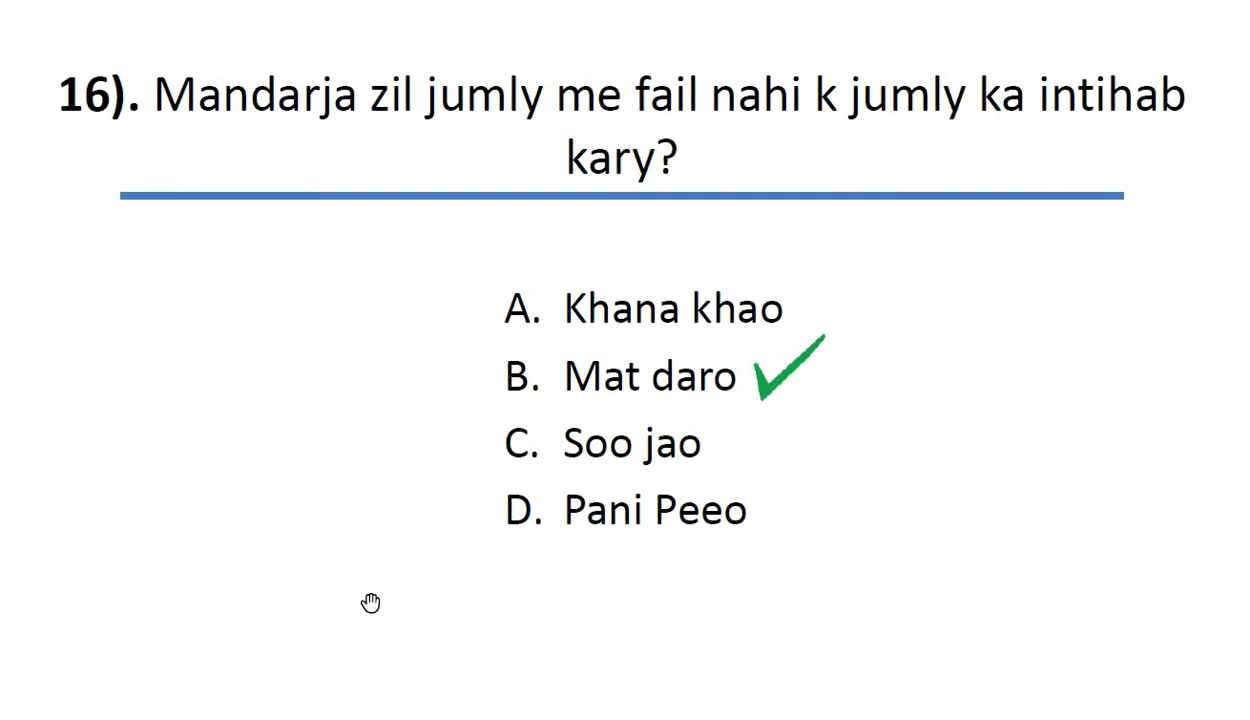 16). Mandarja zil jumly me fail nahi k jumly ka intihab
kary?
A. Khana khao
B. Mat daro
C. Soo jao
D. Pani Peeo